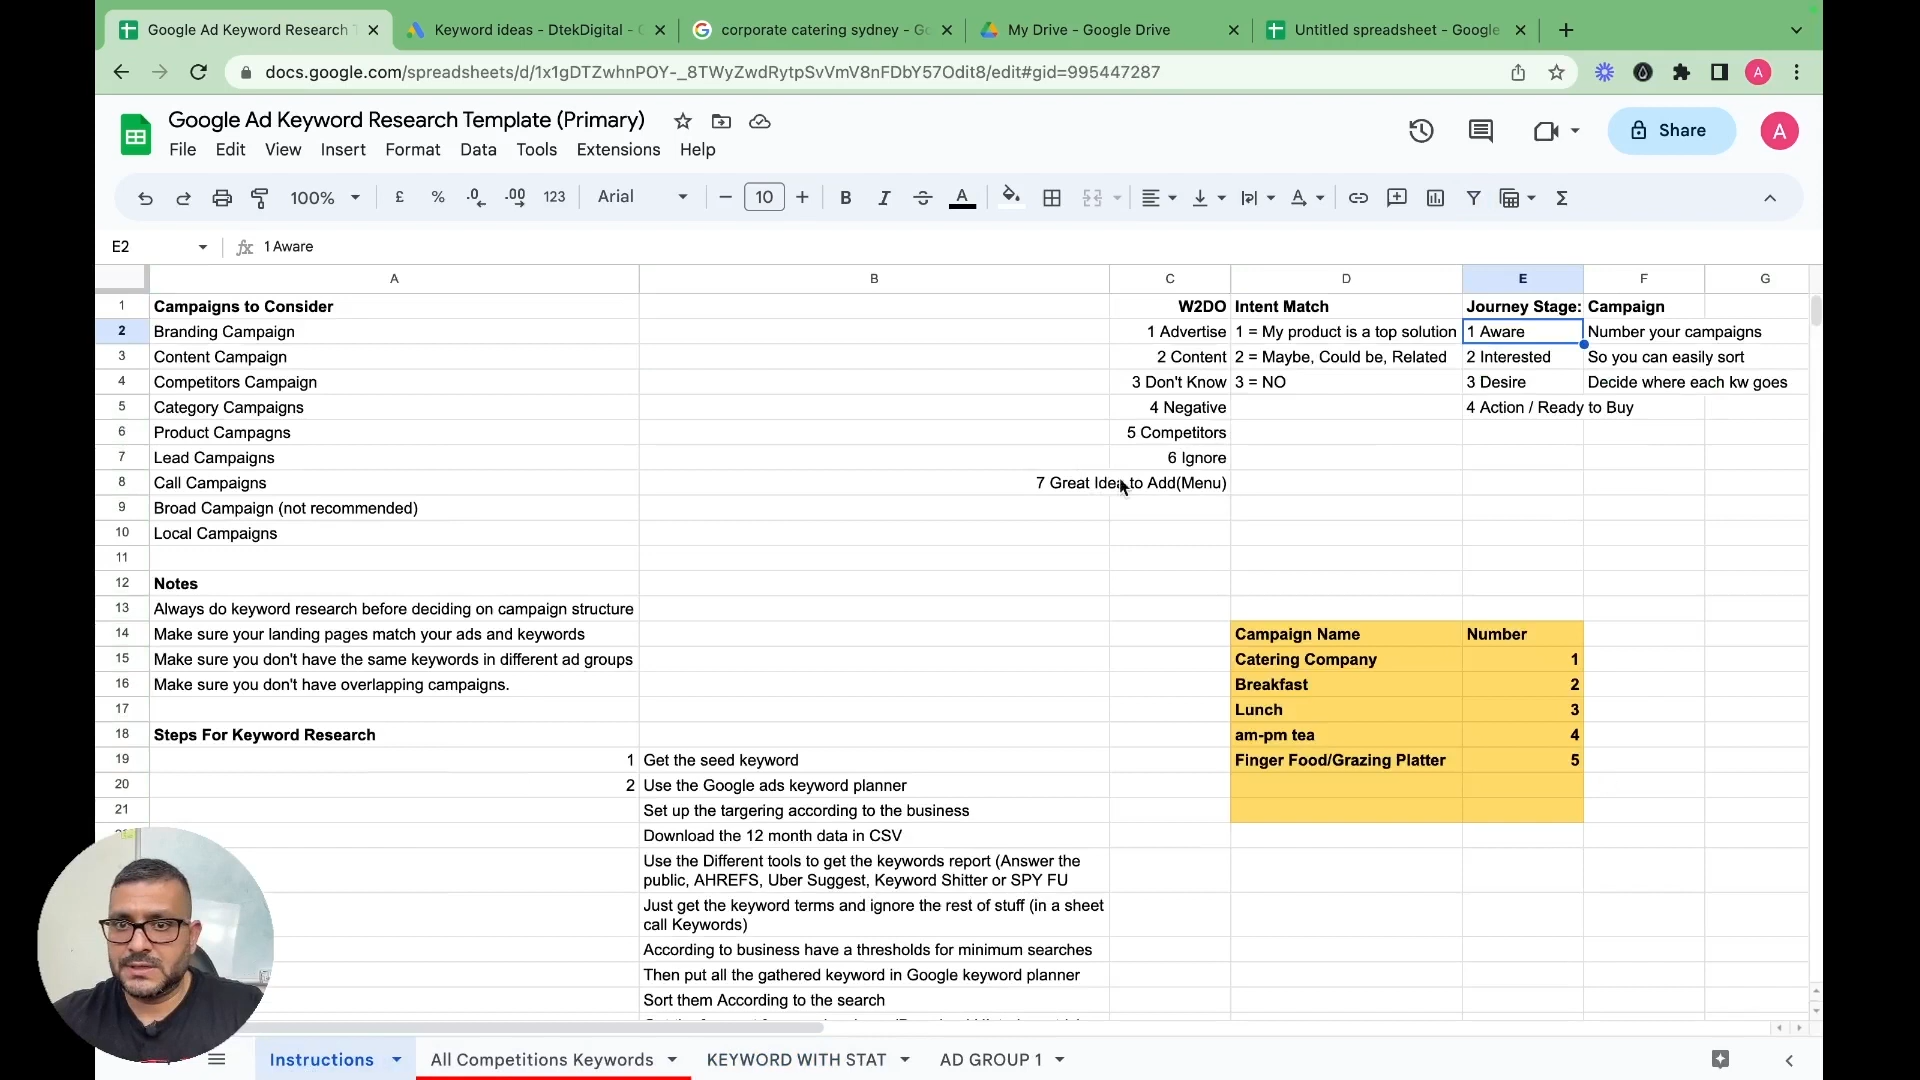 Google Ad Keyword Research T
Keyword ideas - DtekDigital - G
corporate catering sydney - Go
My Drive - Google Drive
Untitled spreadsheet - Google
docs.google.com/spreadsheets/d/1x1gDTZwhnPOY-_8TWyZwdRytpSvVmV8nFDbY57Odit8/edit#gid=995447287
A
Google Ad Keyword Research Template (Primary)
File Edit View Insert Format Data Tools Extensions Help
Share
A
100% £ % .0 .00 123 Arial 10 B I A Σ
E2 fx 1 Aware
A B C D E F G
1 Campaigns to Consider W2DO Intent Match Journey Stage: Campaign
2 Branding Campaign 1 Advertise 1 = My product is a top solution 1 Aware Number your campaigns
3 Content Campaign 2 Content 2 = Maybe, Could be, Related 2 Interested So you can easily sort
4 Competitors Campaign 3 Don't Know 3 = NO 3 Desire Decide where each kw goes
5 Category Campaigns 4 Negative 4 Action / Ready to Buy
6 Product Campagns 5 Competitors
7 Lead Campaigns 6 Ignore
8 Call Campaigns 7 Great Idea to Add(Menu)
9 Broad Campaign (not recommended)
10 Local Campaigns
11
12 Notes
13 Always do keyword research before deciding on campaign structure
14 Make sure your landing pages match your ads and keywords Campaign Name Number
15 Make sure you don't have the same keywords in different ad groups Catering Company 1
16 Make sure you don't have overlapping campaigns. Breakfast 2
17 Lunch 3
18 Steps For Keyword Research am-pm tea 4
19 1 Get the seed keyword Finger Food/Grazing Platter 5
20 2 Use the Google ads keyword planner
21 Set up the targering according to the business
Download the 12 month data in CSV
Use the Different tools to get the keywords report (Answer the
public, AHREFS, Uber Suggest, Keyword Shitter or SPY FU
Just get the keyword terms and ignore the rest of stuff (in a sheet
call Keywords)
According to business have a thresholds for minimum searches
Then put all the gathered keyword in Google keyword planner
Sort them According to the search
Instructions All Competitions Keywords KEYWORD WITH STAT AD GROUP 1